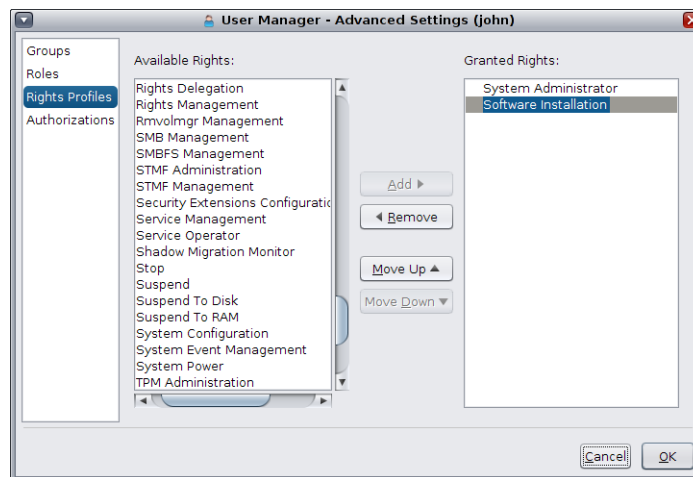 User Manager - Advanced Settings (john)
Groups
Roles
Rights Profiles
Authorizations
Available Rights:
Rights Delegation
Rights Management
Rmvolmgr Management
SMB Management
SMBFS Management
STMF Administration
STMF Management
Security Extensions Configuratio
Service Management
Service Operator
Shadow Migration Monitor
Stop
Suspend
Suspend To Disk
Suspend To RAM
System Configuration
System Event Management
System Power
TPM Administration
Add
Remove
Move Up
Move Down
Granted Rights:
System Administrator
Software Installation
Cancel
OK